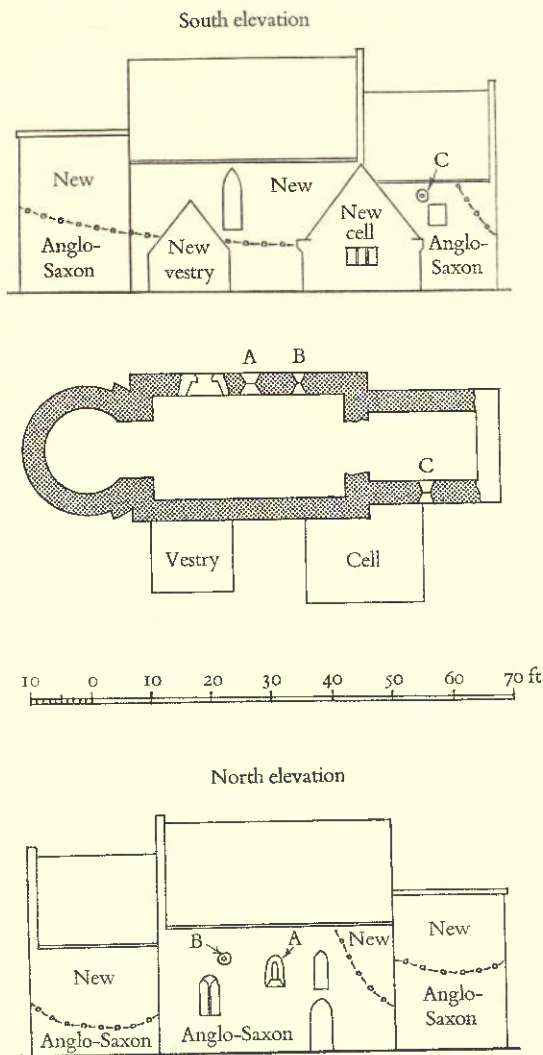 South elevation
C
New
New
New
cell
Anglo-
Saxon
New
vestry
Anglo-
Saxon
A
B
C
Vestry
Cell
10 0 10 20 30 40 50 60 70 ft
North elevation
B
A
New
New
New
Anglo-Saxon
Anglo-Saxon
Anglo-
Saxon